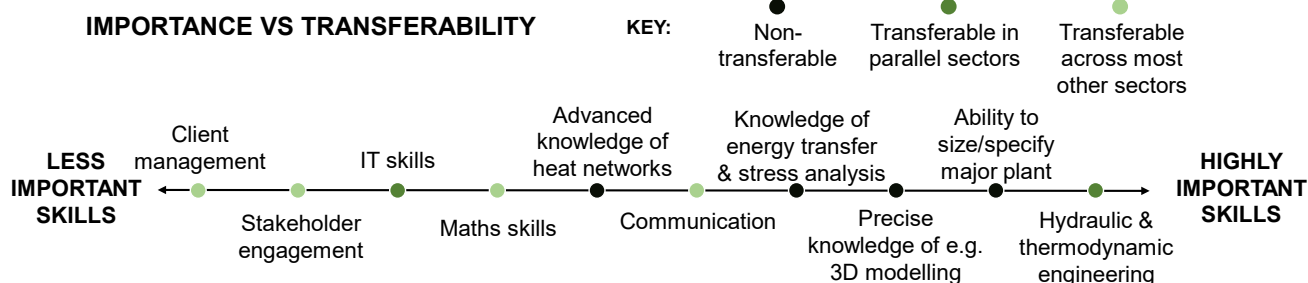 IMPORTANCE VS TRANSFERABILITY
KEY:
Non-
transferable
Transferable in
parallel sectors
Transferable
across most
other sectors
LESS
IMPORTANT
SKILLS
Client
management
Stakeholder
engagement
IT skills
Maths skills
Advanced
knowledge of
heat networks
Communication
Knowledge of
energy transfer
& stress analysis
Precise
knowledge of e.g.
3D modelling
Ability to
size/specify
major plant
Hydraulic &
thermodynamic
engineering
HIGHLY
IMPORTANT
SKILLS